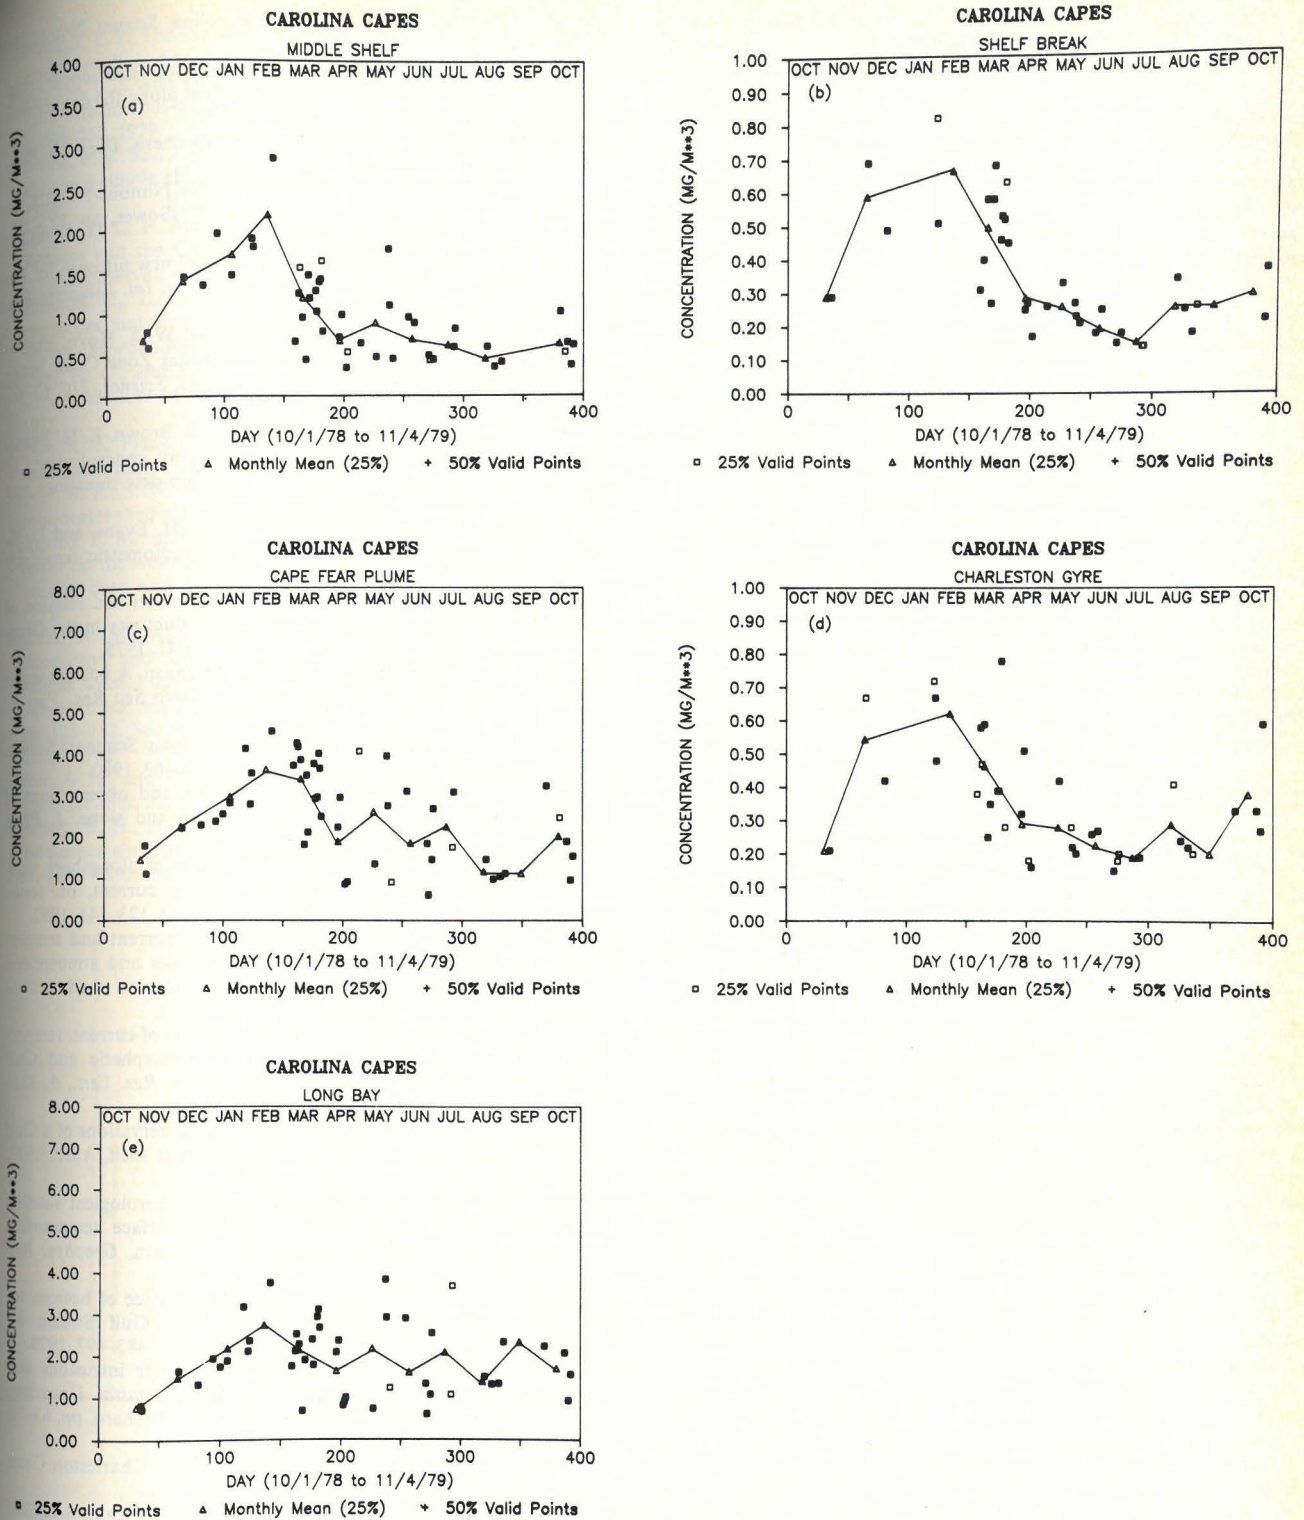 CAROLINA CAPES
MIDDLE SHELF
OCT NOV DEC JAN FEB MAR APR MAY JUN JUL AUG SEP OCT
(a)
4.00
3.50
3.00
2.50
2.00
1.50
1.00
0.50
0.00
CONCENTRATION (MG/M**3)
0 100 200 300 400
DAY (10/1/78 to 11/4/79)
25% Valid Points Monthly Mean (25%) + 50% Valid Points
CAROLINA CAPES
SHELF BREAK
OCT NOV DEC JAN FEB MAR APR MAY JUN JUL AUG SEP OCT
(b)
1.00
0.90
0.80
0.70
0.60
0.50
0.40
0.30
0.20
0.10
0.00
CONCENTRATION (MG/M**3)
0 100 200 300 400
DAY (10/1/78 to 11/4/79)
25% Valid Points Monthly Mean (25%) + 50% Valid Points
CAROLINA CAPES
CAPE FEAR PLUME
OCT NOV DEC JAN FEB MAR APR MAY JUN JUL AUG SEP OCT
(c)
8.00
7.00
6.00
5.00
4.00
3.00
2.00
1.00
0.00
CONCENTRATION (MG/M**3)
0 100 200 300 400
DAY (10/1/78 to 11/4/79)
25% Valid Points Monthly Mean (25%) + 50% Valid Points
CAROLINA CAPES
CHARLESTON GYRE
OCT NOV DEC JAN FEB MAR APR MAY JUN JUL AUG SEP OCT
(d)
1.00
0.90
0.80
0.70
0.60
0.50
0.40
0.30
0.20
0.10
0.00
CONCENTRATION (MG/M**3)
0 100 200 300 400
DAY (10/1/78 to 11/4/79)
25% Valid Points Monthly Mean (25%) + 50% Valid Points
CAROLINA CAPES
LONG BAY
OCT NOV DEC JAN FEB MAR APR MAY JUN JUL AUG SEP OCT
(e)
8.00
7.00
6.00
5.00
4.00
3.00
2.00
1.00
0.00
CONCENTRATION (MG/M**3)
0 100 200 300 400
DAY (10/1/78 to 11/4/79)
25% Valid Points Monthly Mean (25%) + 50% Valid Points